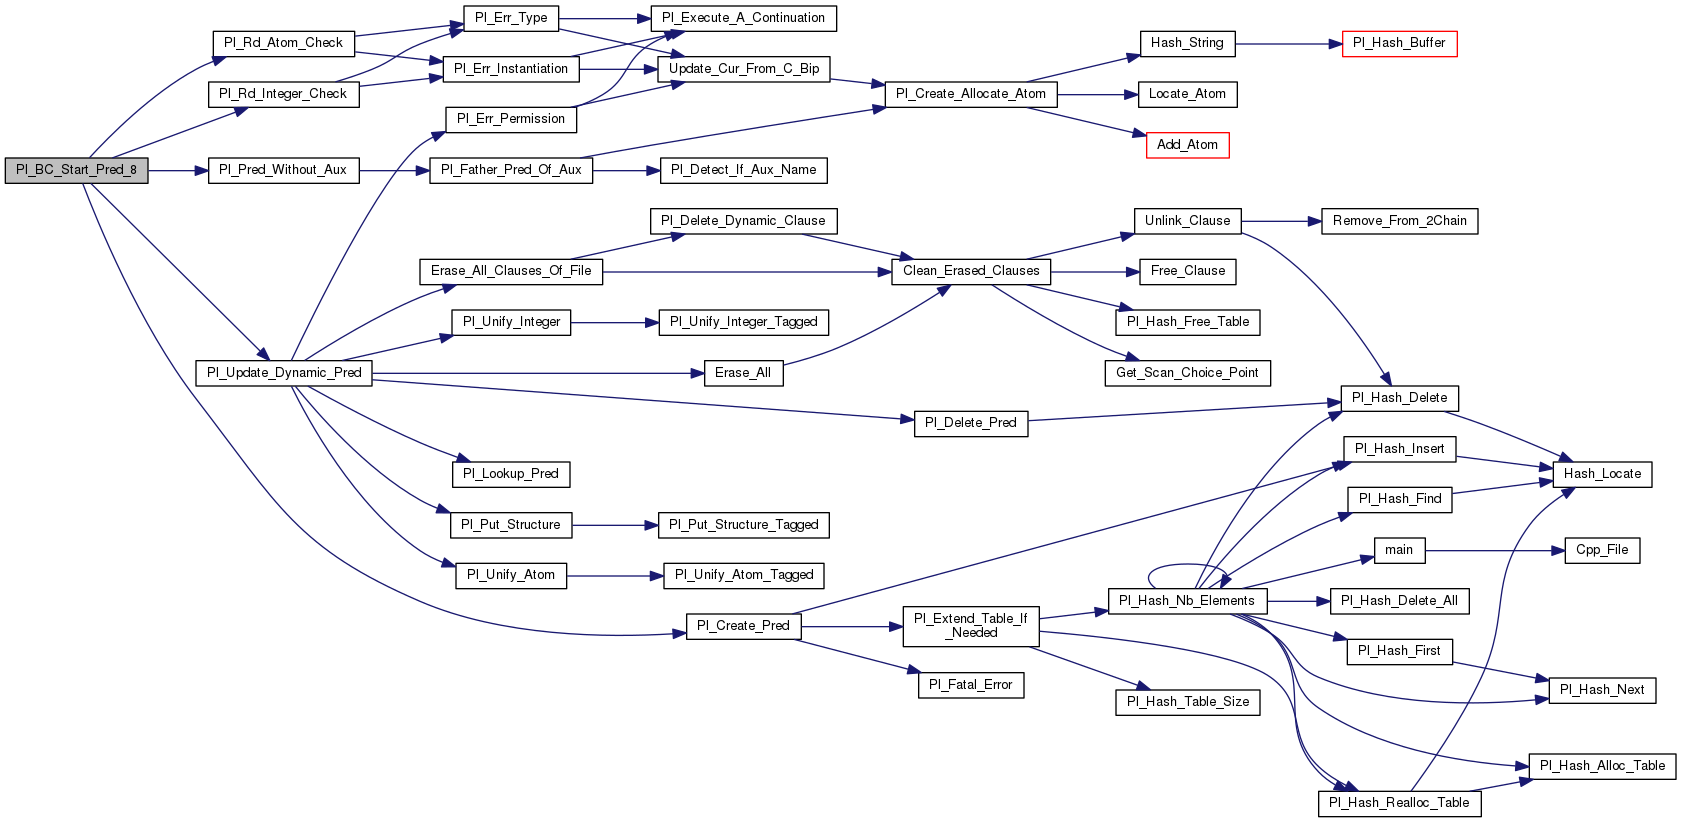 Pl_BC_Start_Pred_8
Pl_Rd_Atom_Check
Pl_Rd_Integer_Check
Pl_Pred_Without_Aux
Pl_Update_Dynamic_Pred
Pl_Err_Type
Pl_Err_Instantiation
Pl_Err_Permission
Pl_Father_Pred_Of_Aux
Erase_All_Clauses_Of_File
Pl_Unify_Integer
Pl_Lookup_Pred
Pl_Put_Structure
Pl_Unify_Atom
Pl_Execute_A_Continuation
Update_Cur_From_C_Bip
Pl_Detect_If_Aux_Name
Pl_Delete_Dynamic_Clause
Pl_Unify_Integer_Tagged
Erase_All
Pl_Put_Structure_Tagged
Pl_Unify_Atom_Tagged
Pl_Create_Pred
Pl_Create_Allocate_Atom
Clean_Erased_Clauses
Pl_Delete_Pred
Pl_Extend_Table_If
_Needed
Pl_Fatal_Error
Hash_String
Locate_Atom
Add_Atom
Unlink_Clause
Free_Clause
Pl_Hash_Free_Table
Get_Scan_Choice_Point
Pl_Hash_Nb_Elements
Pl_Hash_Table_Size
Pl_Hash_Buffer
Remove_From_2Chain
Pl_Hash_Delete
Pl_Hash_Insert
Pl_Hash_Find
main
Pl_Hash_Delete_All
Pl_Hash_First
Pl_Hash_Realloc_Table
Hash_Locate
Cpp_File
Pl_Hash_Next
Pl_Hash_Alloc_Table